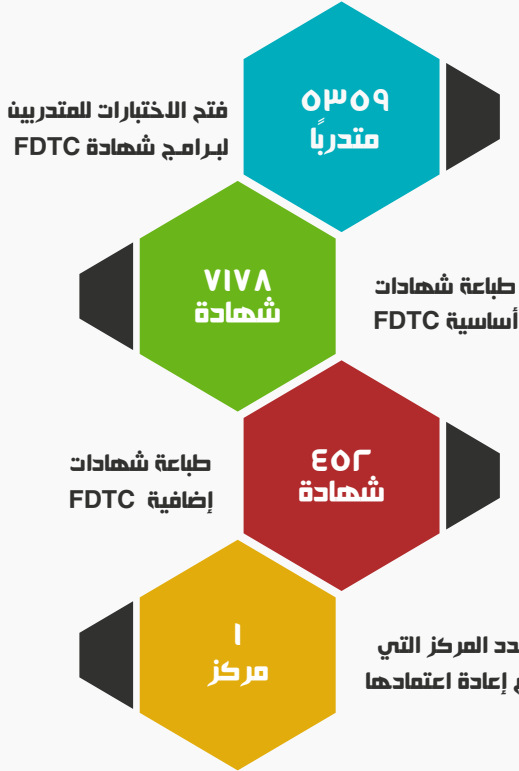 ٥٣٥٩
متدربًا
فتح الاختبارات للمتدربين
لبرامج شهادة FDTC
٧١٧٨
شهادة
طباعة شهادات
أساسية FDTC
٤٥٢
شهادة
طباعة شهادات
إضافية FDTC
١
مركز
المركز التي
إعادة اعتمادها